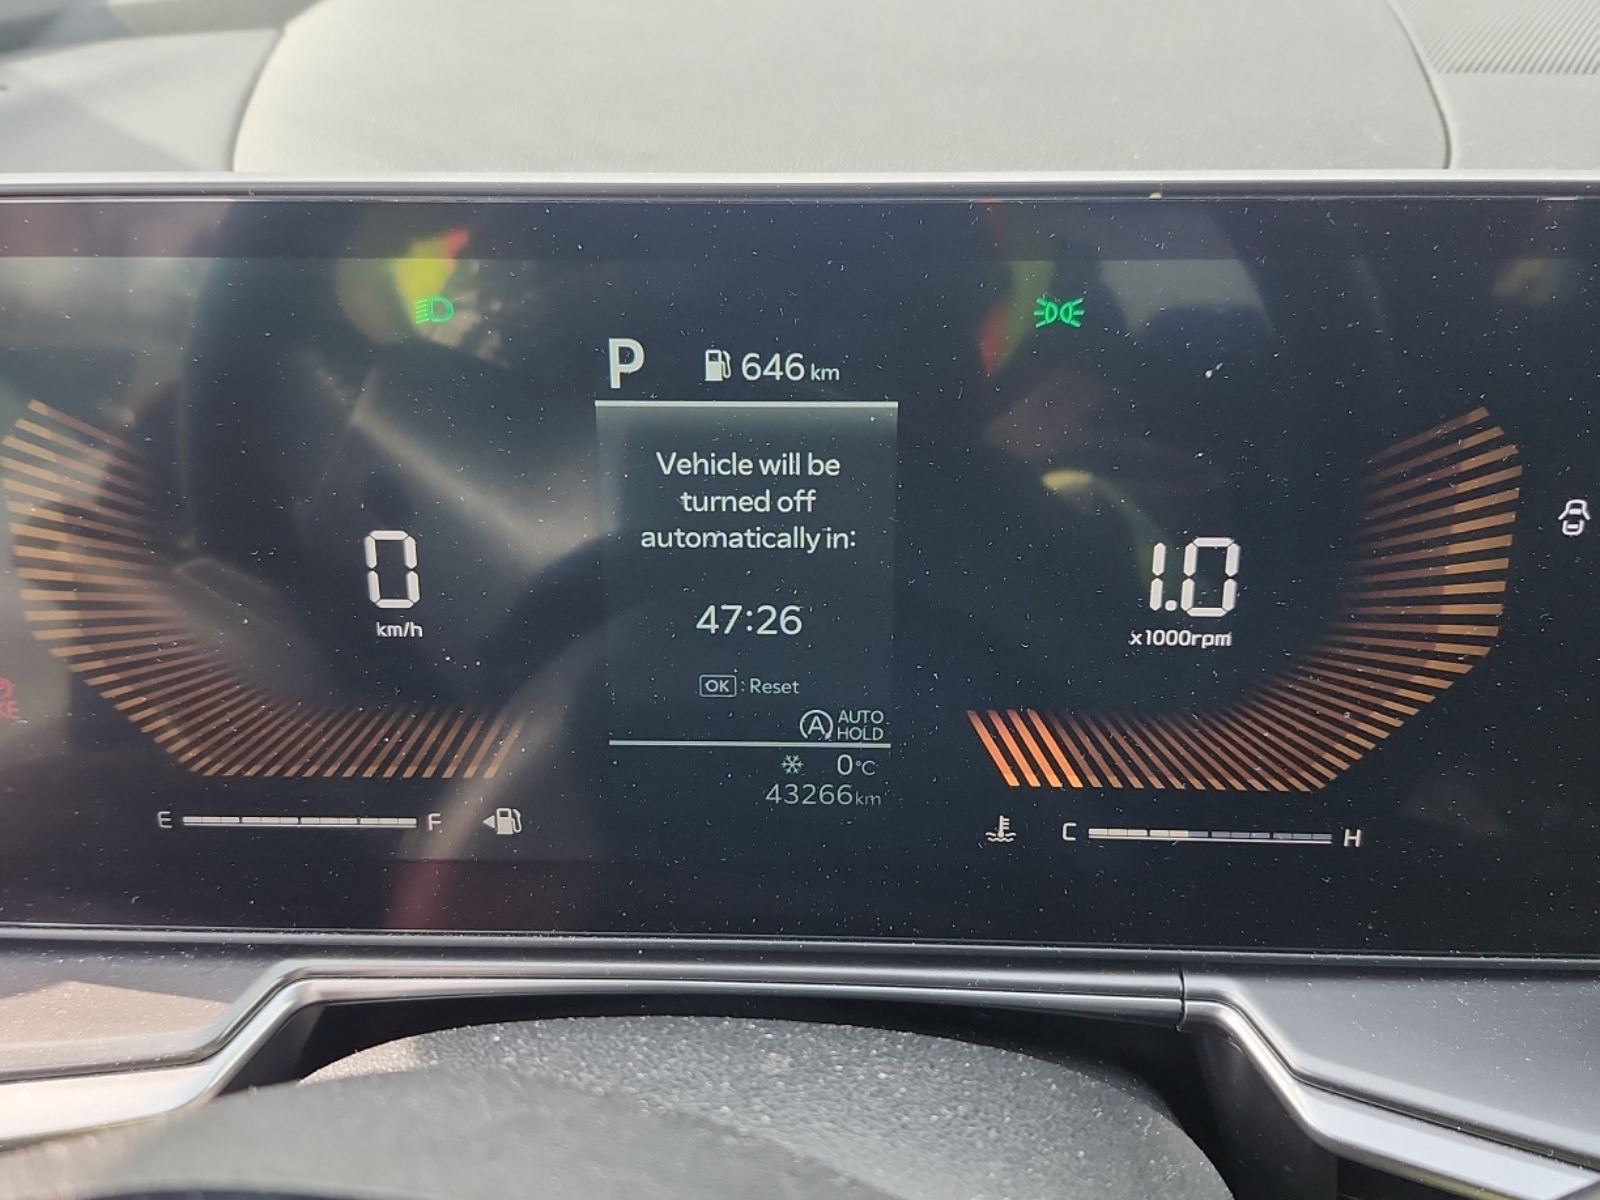 P 646 km
Vehicle will be
turned off
automatically in:
47:26
OK : Reset
AUTO
HOLD
0°C
43266km
0
km/h
1.0
x1000rpm
E F
C H